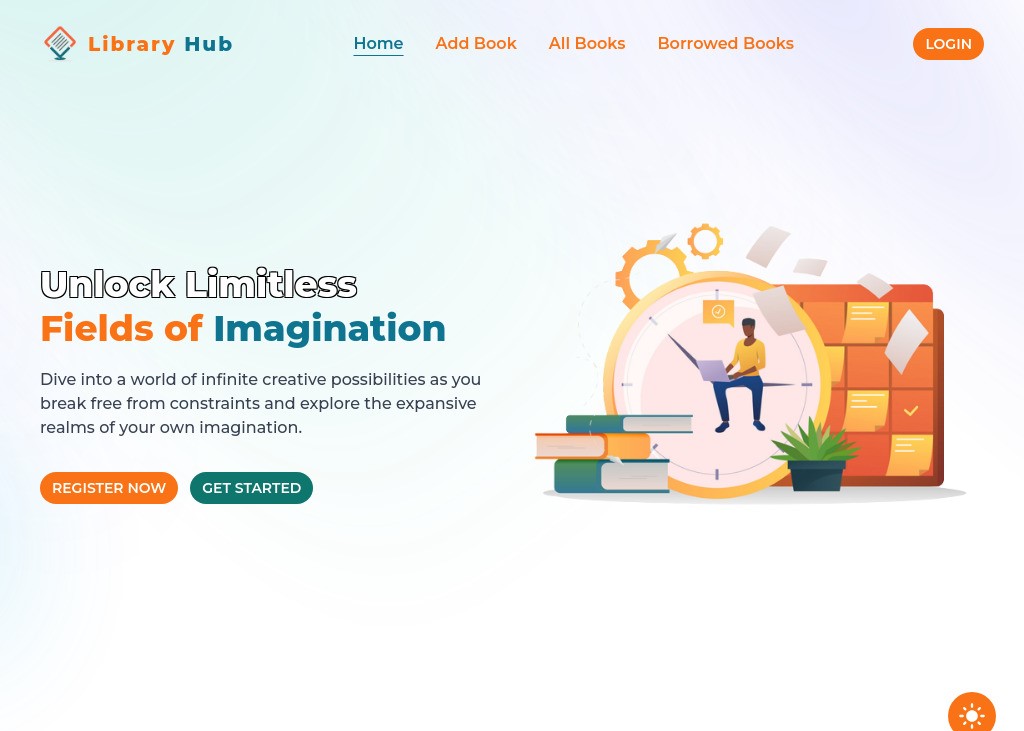 Library Hub
Home
Add Book
All Books
Borrowed Books
LOGIN
Unlock Limitless
Fields of Imagination
Dive into a world of infinite creative possibilities as you
break free from constraints and explore the expansive
realms of your own imagination.
REGISTER NOW
GET STARTED